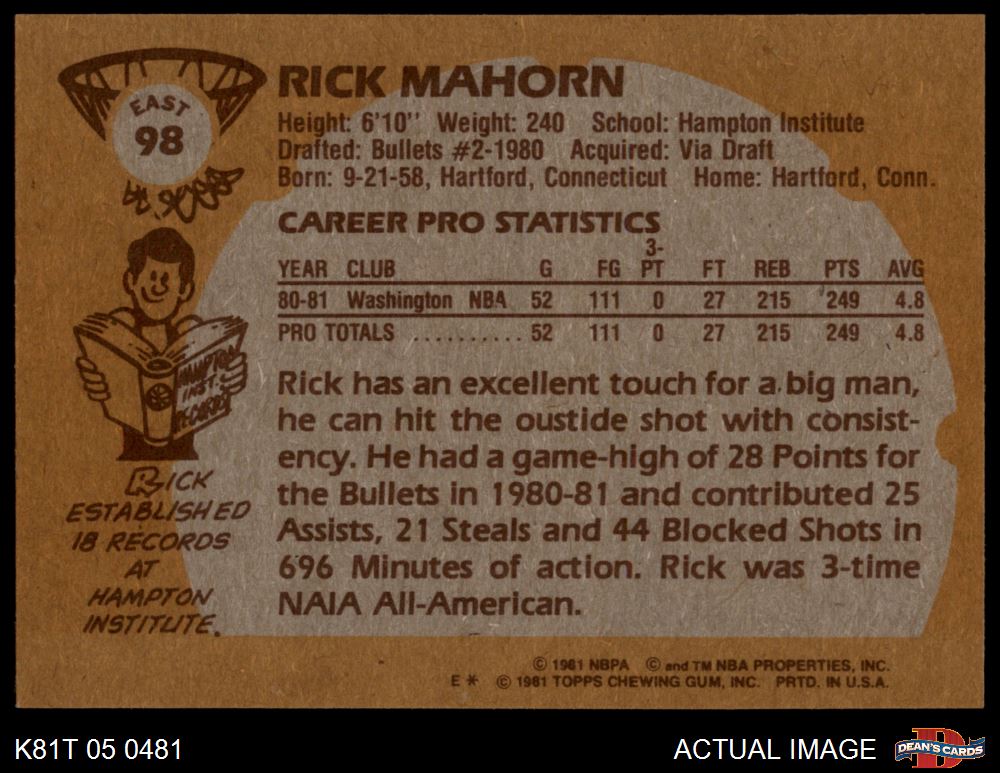 EAST
98
RICK MAHORN
Height: 6'10'' Weight: 240 School: Hampton Institute
Drafted: Bullets #2-1980 Acquired: Via Draft
Born: 9-21-58, Hartford, Connecticut Home: Hartford, Conn.
CAREER PRO STATISTICS
YEAR CLUB G FG 3-PT FT REB PTS AVG
80-81 Washington NBA 52 111 0 27 215 249 4.8
PRO TOTALS .......... 52 111 0 27 215 249 4.8
Rick has an excellent touch for a big man,
he can hit the oustide shot with consist-
ency. He had a game-high of 28 Points for
the Bullets in 1980-81 and contributed 25
Assists, 21 Steals and 44 Blocked Shots in
696 Minutes of action. Rick was 3-time
NAIA All-American.
HAMPTON
INST.
RECORDS
RICK
ESTABLISHED
18 RECORDS
AT
HAMPTON
INSTITUTE.
© 1981 NBPA © and TM NBA PROPERTIES, INC.
E * © 1981 TOPPS CHEWING GUM, INC. PRTD. IN U.S.A.
K81T 05 0481
ACTUAL IMAGE
DEAN'S CARDS